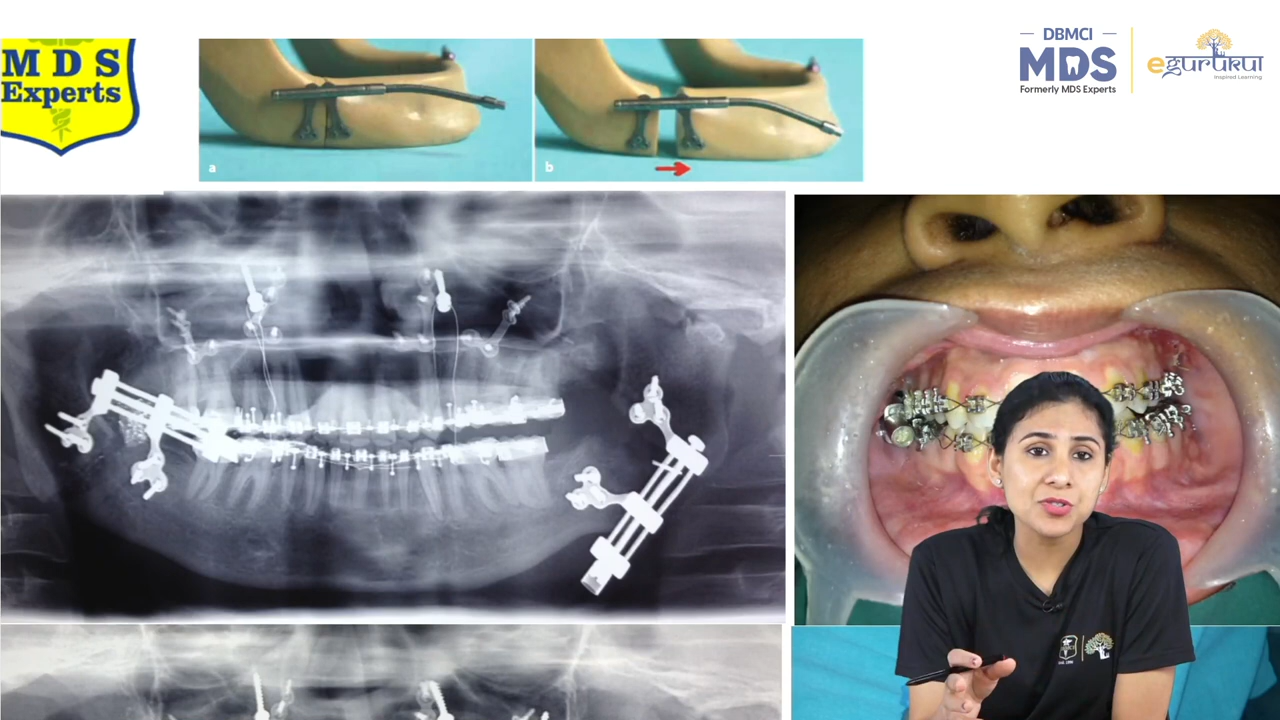 M D S
Experts
a
b
DBMCI
MDS
Formerly MDS Experts
egurukul
Inspired Learning